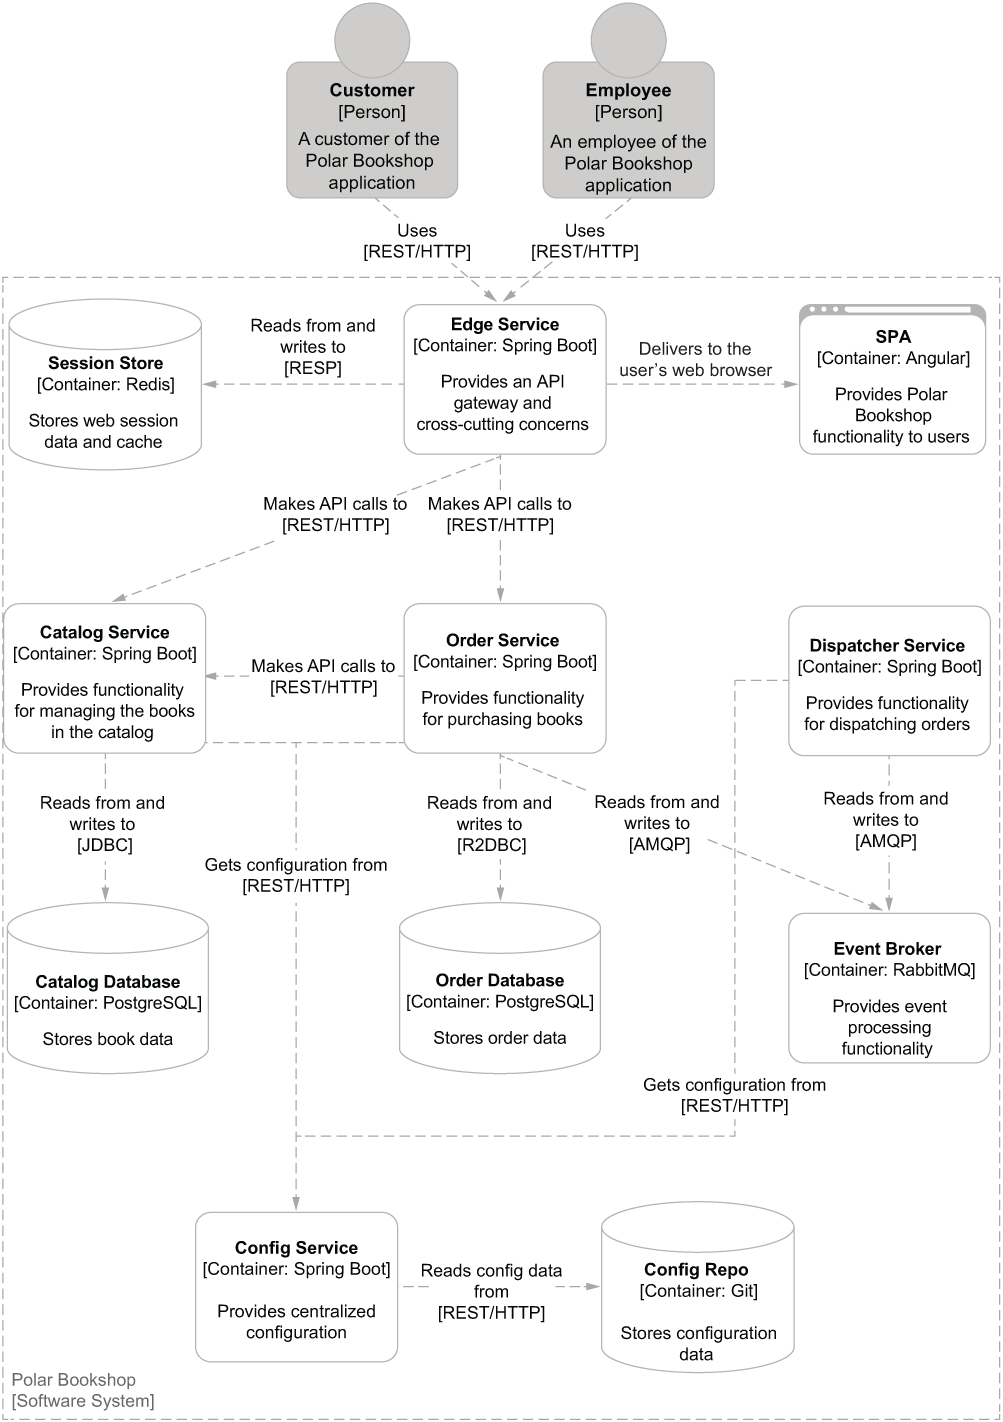 Customer
[Person]
A customer of the
Polar Bookshop
application
Employee
[Person]
An employee of the
Polar Bookshop
application
Uses
[REST/HTTP]
Uses
[REST/HTTP]
Session Store
[Container: Redis]
Stores web session
data and cache
Reads from and
writes to
[RESP]
Edge Service
[Container: Spring Boot]
Provides an API
gateway and
cross-cutting concerns
Delivers to the
user’s web browser
SPA
[Container: Angular]
Provides Polar
Bookshop
functionality to users
Makes API calls to
[REST/HTTP]
Makes API calls to
[REST/HTTP]
Catalog Service
[Container: Spring Boot]
Provides functionality
for managing the books
in the catalog
Makes API calls to
[REST/HTTP]
Order Service
[Container: Spring Boot]
Provides functionality
for purchasing books
Dispatcher Service
[Container: Spring Boot]
Provides functionality
for dispatching orders
Reads from and
writes to
[JDBC]
Gets configuration from
[REST/HTTP]
Reads from and
writes to
[R2DBC]
Reads from and
writes to
[AMQP]
Reads from and
writes to
[AMQP]
Catalog Database
[Container: PostgreSQL]
Stores book data
Order Database
[Container: PostgreSQL]
Stores order data
Event Broker
[Container: RabbitMQ]
Provides event
processing
functionality
Gets configuration from
[REST/HTTP]
Config Service
[Container: Spring Boot]
Provides centralized
configuration
Reads config data
from
[REST/HTTP]
Config Repo
[Container: Git]
Stores configuration
data
Polar Bookshop
[Software System]